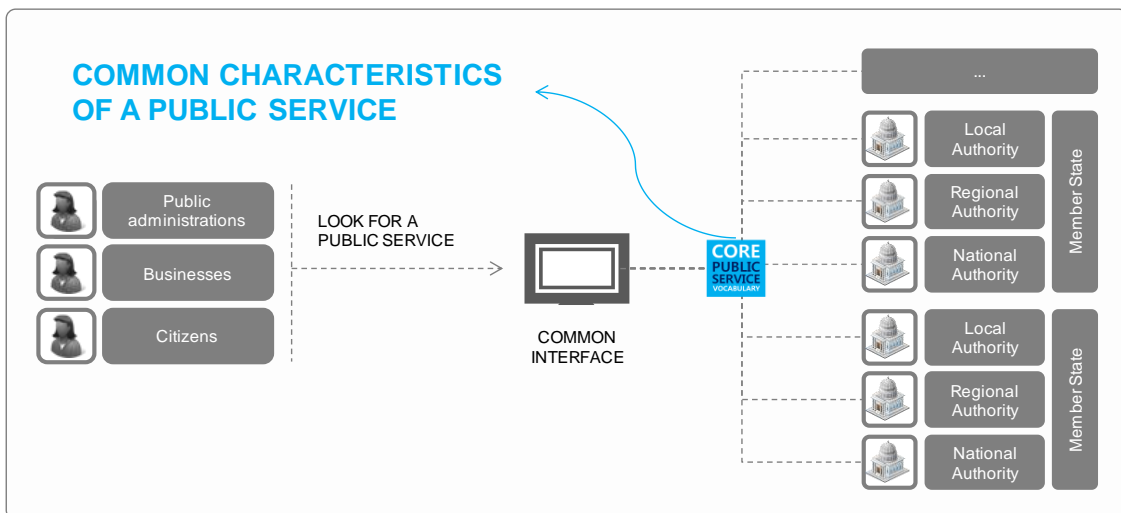 COMMON CHARACTERISTICS
OF A PUBLIC SERVICE
Public
administrations
Businesses
Citizens
LOOK FOR A
PUBLIC SERVICE
COMMON
INTERFACE
CORE
PUBLIC
SERVICE
VOCABULARY
...
Local
Authority
Regional
Authority
National
Authority
Member State
Local
Authority
Regional
Authority
National
Authority
Member State